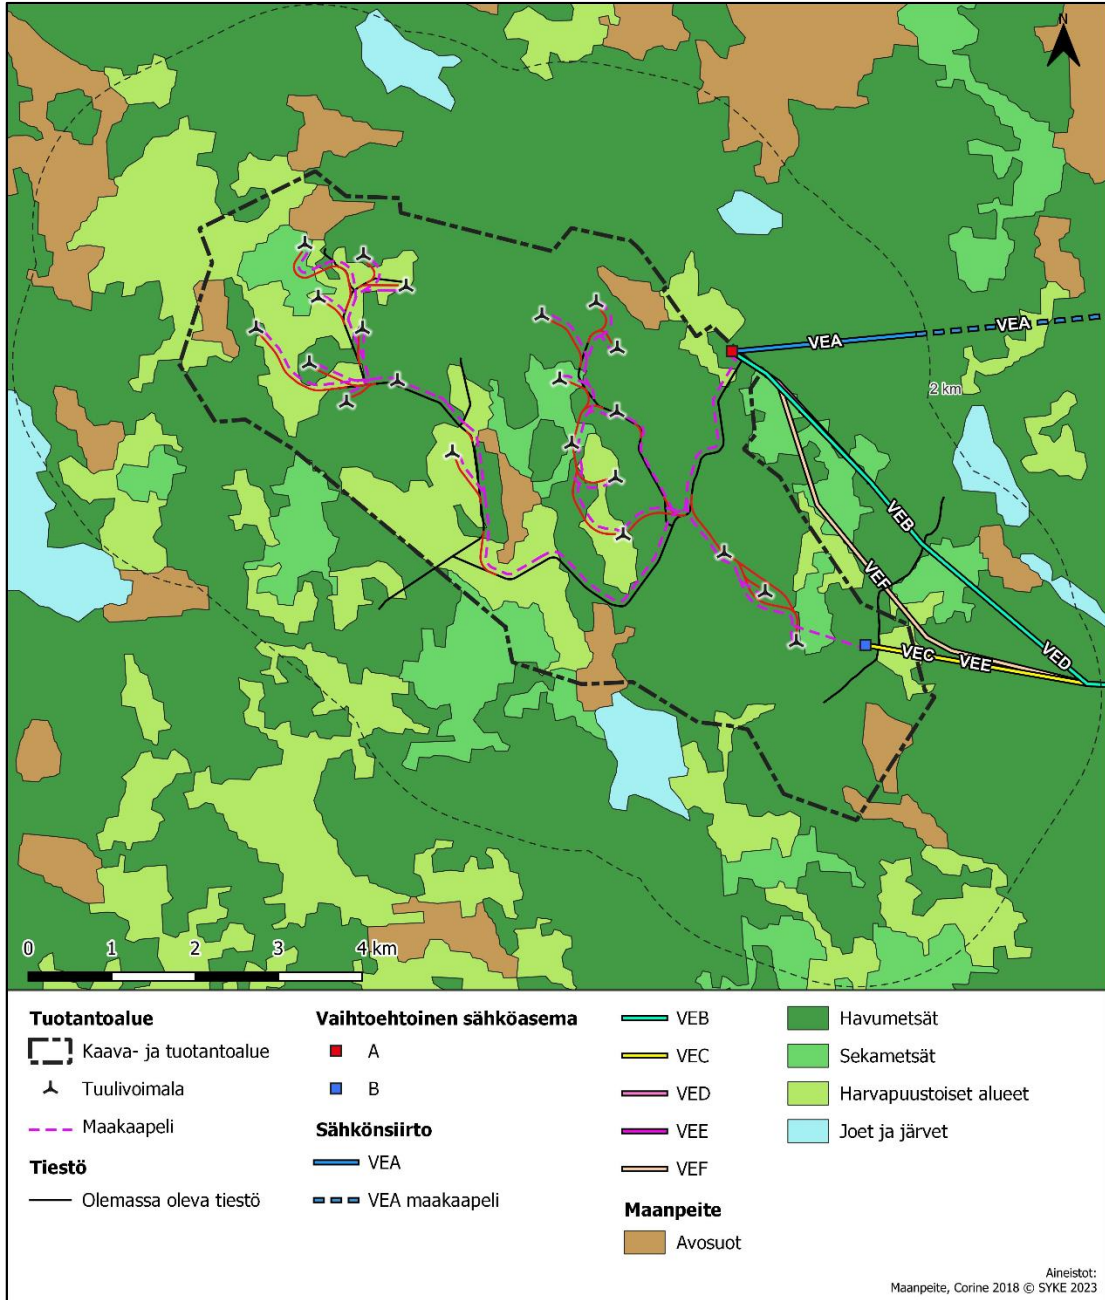 N
VEA
VEA
2 km
VEB
VEF
VED
VEC
VEE
0 1 2 3 4 km
Tuotantoalue
Kaava- ja tuotantoalue
Tuulivoimala
Maakaapeli
Tiestö
Olemassa oleva tiestö
Vaihtoehtoinen sähköasema
A
B
Sähkönsiirto
VEA
VEA maakaapeli
VEB
VEC
VED
VEE
VEF
Maanpeite
Avosuot
Havumetsät
Sekametsät
Harvapuustoiset alueet
Joet ja järvet
Aineistot:
Maanpeite, Corine 2018 © SYKE 2023